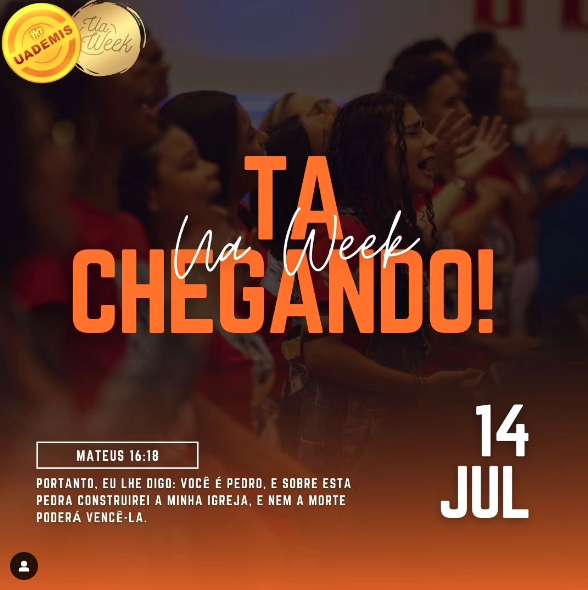 UADEMIS
Ua
Week
TA
Ua Week
CHEGANDO!
14
JUL
MATEUS 16:18
PORTANTO, EU LHE DIGO: VOCÊ É PEDRO, E SOBRE ESTA
PEDRA CONSTRUIREI A MINHA IGREJA, E NEM A MORTE
PODERÁ VENCÊ-LA.